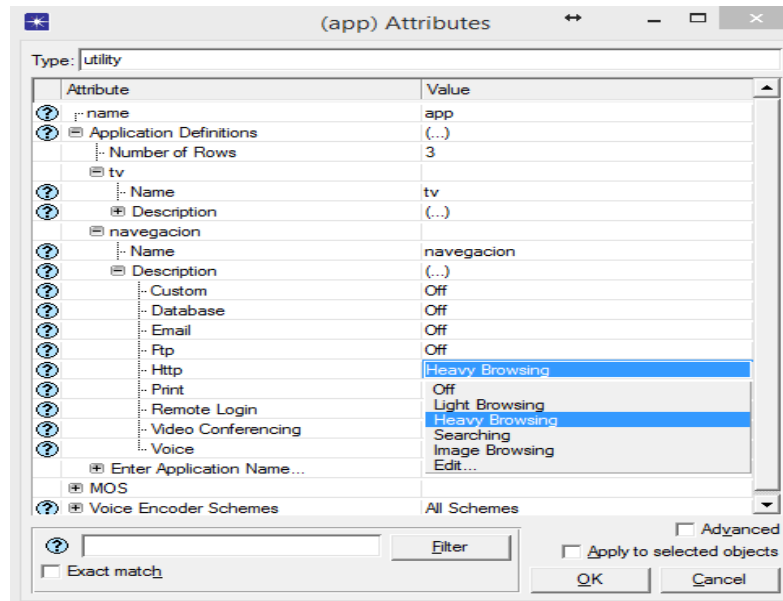 (app) Attributes
Type: utility
Attribute Value
name app
Application Definitions (...)
Number of Rows 3
tv
Name tv
Description (...)
navegacion
Name navegacion
Description (...)
Custom Off
Database Off
Email Off
Ftp Off
Http Heavy Browsing
Print Off
Remote Login Light Browsing
Heavy Browsing
Video Conferencing Searching
Voice Image Browsing
Enter Application Name... Edit...
MOS
Voice Encoder Schemes All Schemes
Advanced
Filter Apply to selected objects
Exact match
OK Cancel